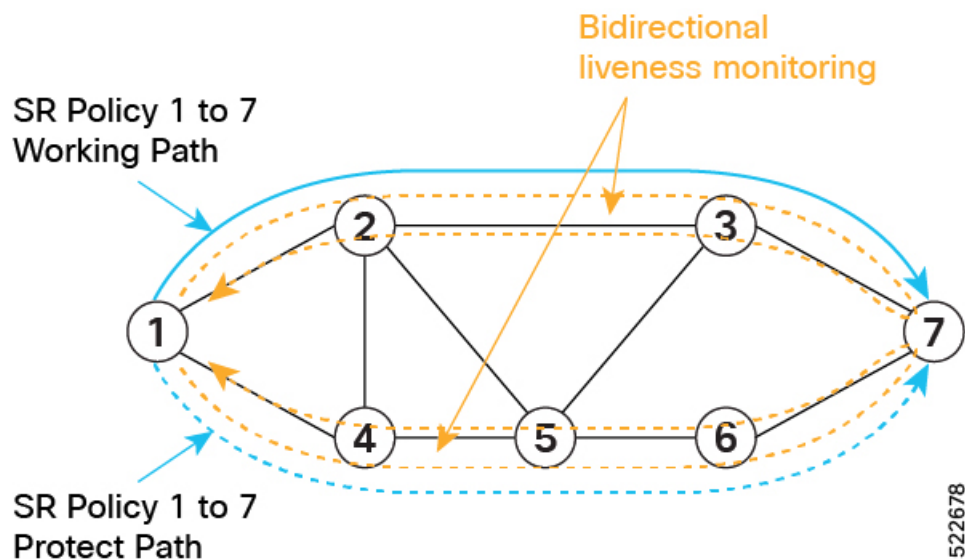 Bidirectional
liveness monitoring
SR Policy 1 to 7
Working Path
2
3
1
7
4
5
6
SR Policy 1 to 7
Protect Path
522678